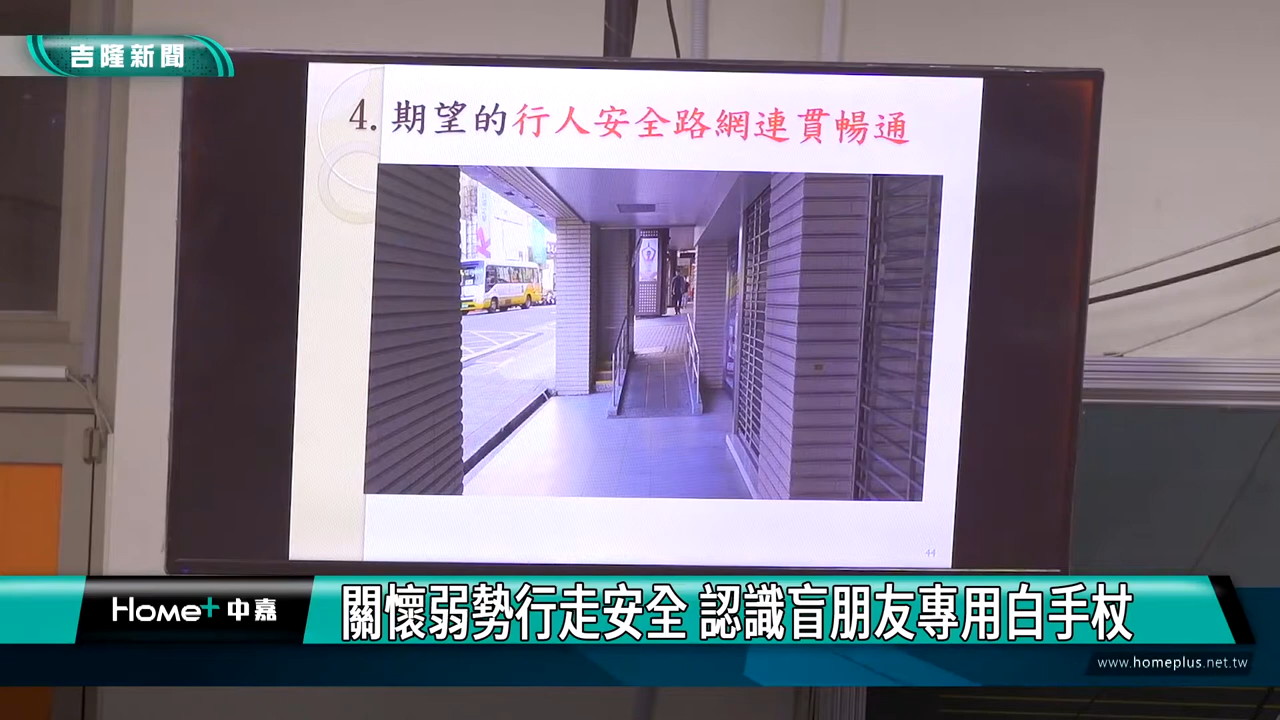 吉隆新聞
4. 期望的行人安全路網連貫暢通
44
Home+ 中嘉
關懷弱勢行走安全 認識盲朋友專用白手杖
www.homeplus.net.tw